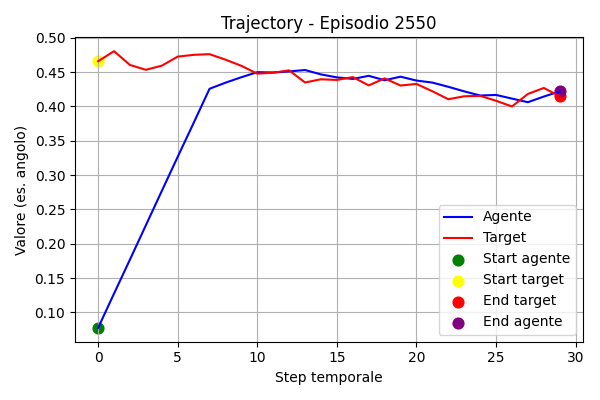 Trajectory - Episodio 2550
Valore (es. angolo)
0.50
0.45
0.40
0.35
0.30
0.25
0.20
0.15
0.10
Agente
Target
Start agente
Start target
End target
End agente
0 5 10 15 20 25 30
Step temporale